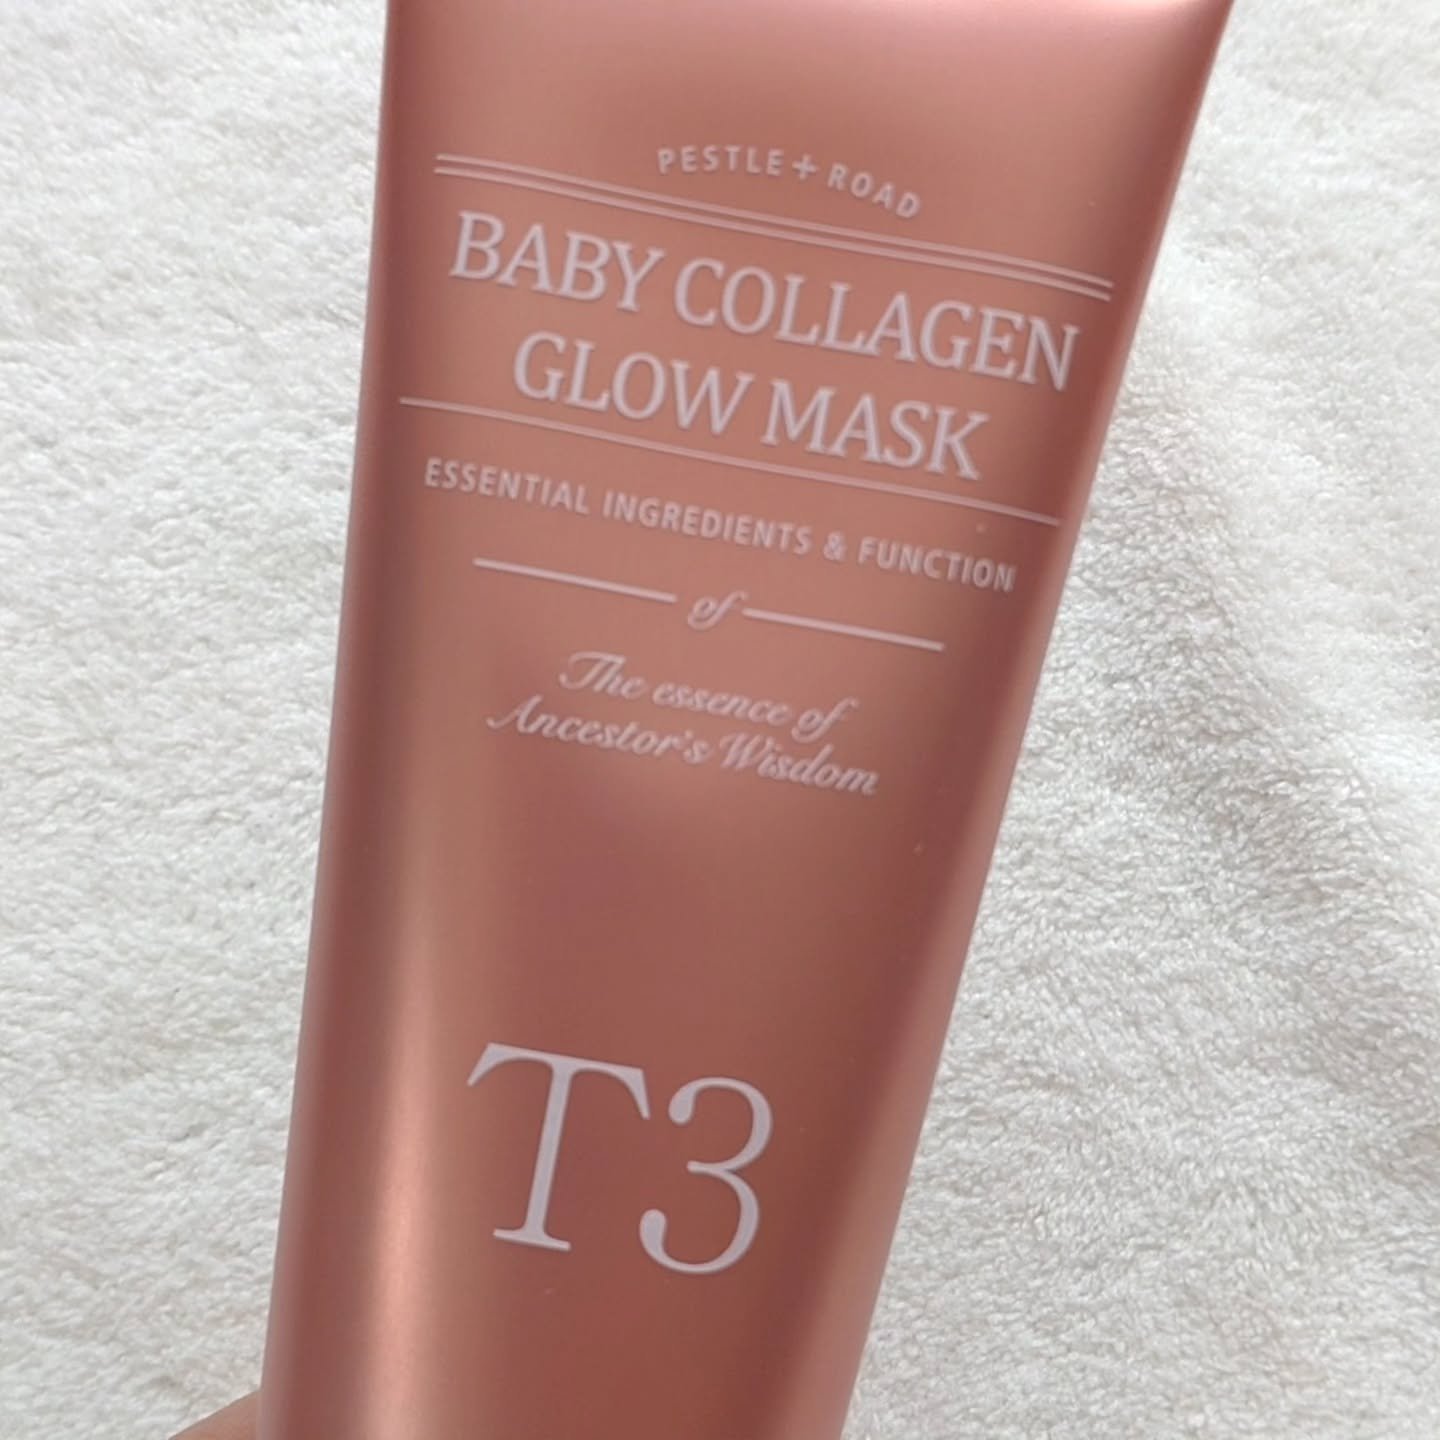 PESTLE+ROAD
BABY COLLAGEN
GLOW MASK
ESSENTIAL INGREDIENTS & FUNCTION
of
The essence of
Ancestor's Wisdom
T3